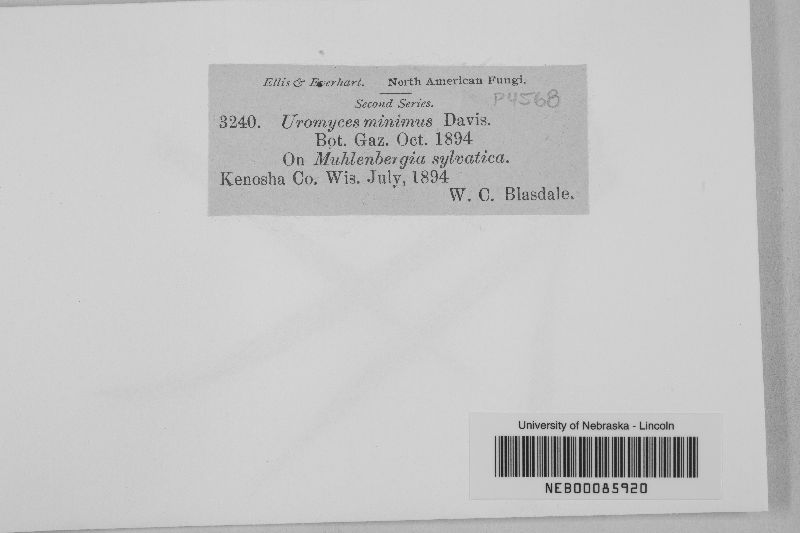 Ellis & Everhart. North American Fungi.
Second Series.
P4568
3240. Uromyces minimus Davis.
Bot. Gaz. Oct. 1894
On Muhlenbergia sylvatica.
Kenosha Co. Wis. July, 1894
W. C. Blasdale.
University of Nebraska - Lincoln
NEB00085920